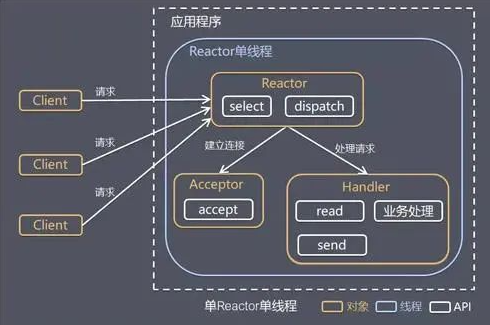 应用程序
Reactor单线程
Reactor
select
dispatch
Client
请求
Client
请求
Client
请求
建立连接
处理请求
Acceptor
accept
Handler
read
业务处理
send
单Reactor单线程
对象
线程
API